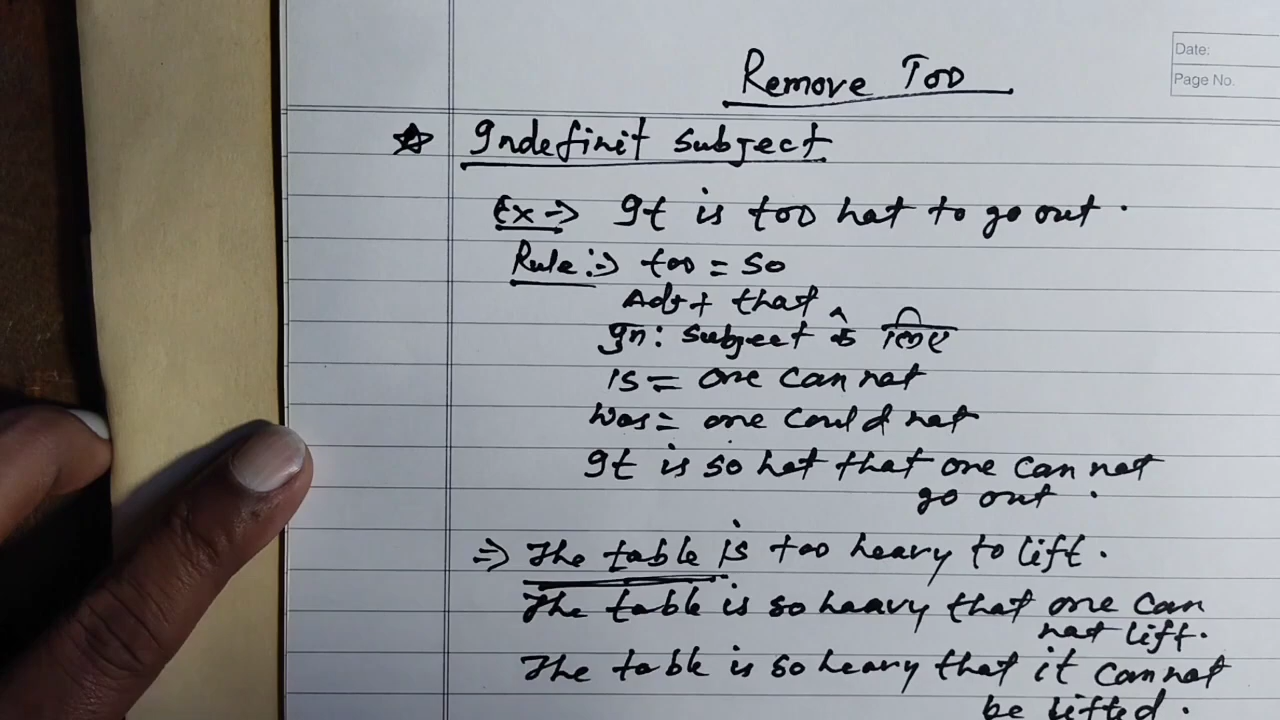 Date:
Page No.
Remove Too
Indefinit subject
Ex → It is too hot to go out.
Rule :→ too = so
Adj + that
In: subject के लिए
is = one can not
was = one could not
It is so hot that one can not
go out.
⇒ The table is too heavy to lift.
The table is so heavy that one can
not lift.
The table is so heavy that it can not
be lifted.